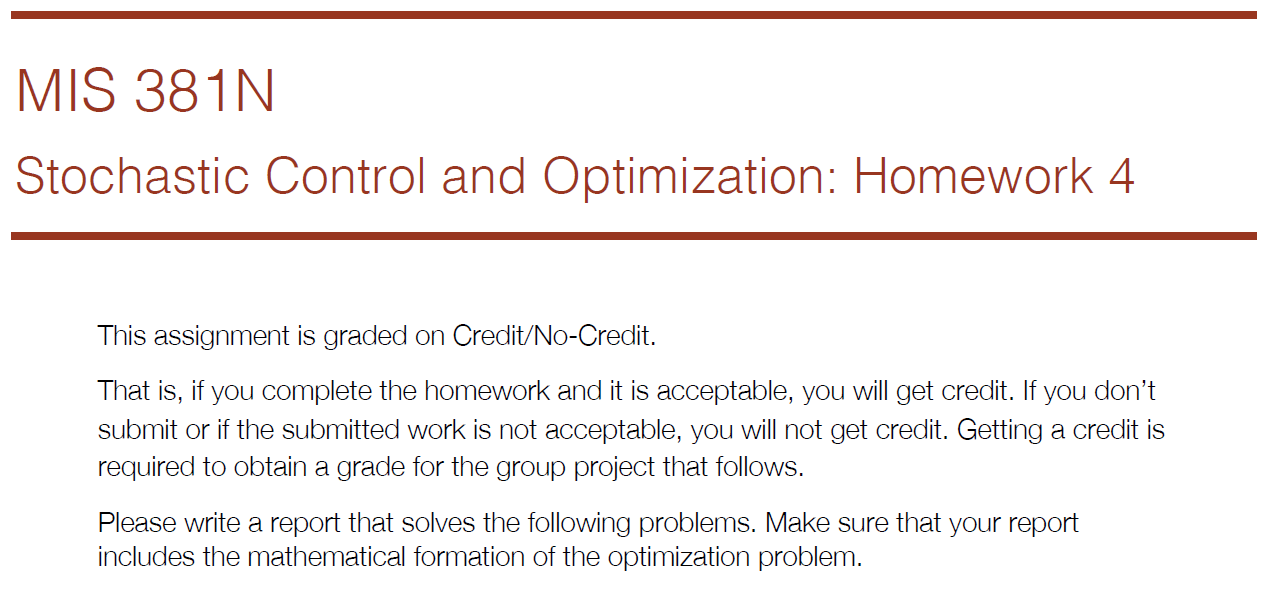 MIS 381N
Stochastic Control and Optimization: Homework 4
This assignment is graded on Credit/No-Credit.
That is, if you complete the homework and it is acceptable, you will get credit. If you don’t
submit or if the submitted work is not acceptable, you will not get credit. Getting a credit is
required to obtain a grade for the group project that follows.
Please write a report that solves the following problems. Make sure that your report
includes the mathematical formation of the optimization problem.